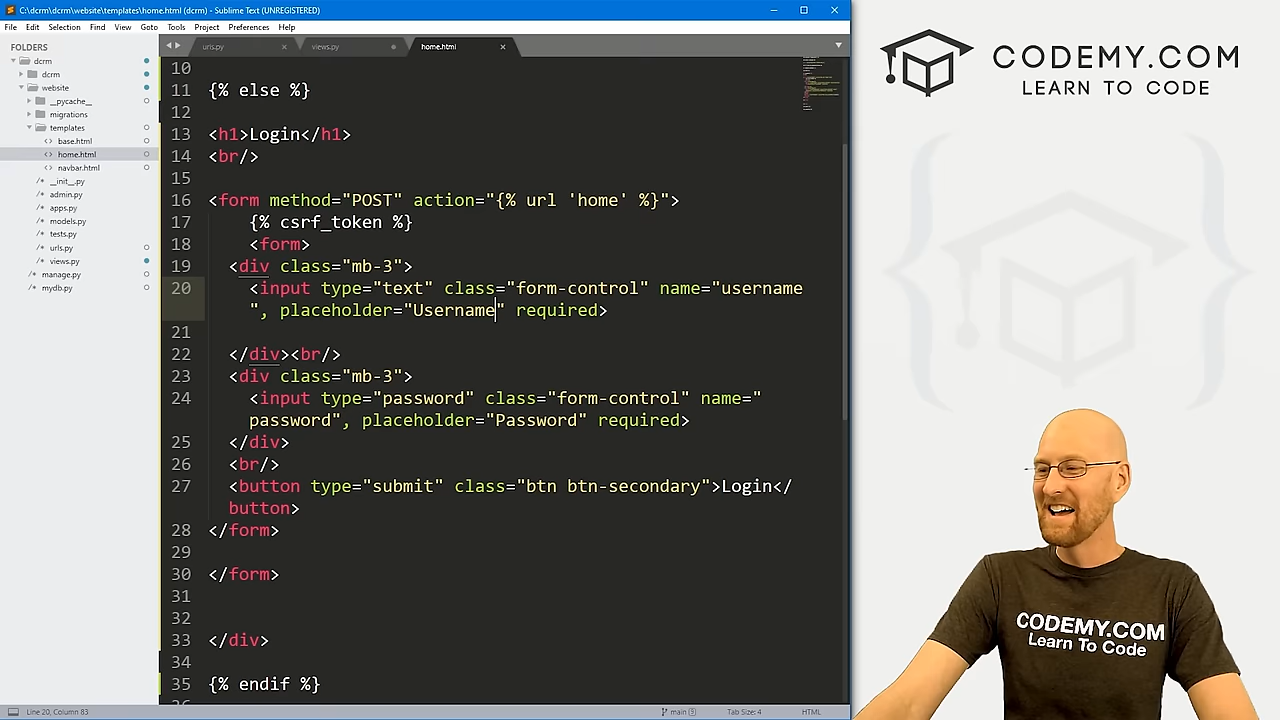 C:\dcrm\dcrm\website\templates\home.html (dcrm) - Sublime Text (UNREGISTERED)
File Edit Selection Find View Goto Tools Project Preferences Help
FOLDERS
dcrm
dcrm
website
__pycache__
migrations
templates
base.html
home.html
navbar.html
__init__.py
admin.py
apps.py
models.py
tests.py
urls.py
views.py
manage.py
mydb.py
urls.py
views.py
home.html
10
11 {% else %}
12
13 <h1>Login</h1>
14 <br/>
15
16 <form method="POST" action="{% url 'home' %}">
17 {% csrf_token %}
18 <form>
19 <div class="mb-3">
20 <input type="text" class="form-control" name="username
", placeholder="Username" required>
21
22 </div><br/>
23 <div class="mb-3">
24 <input type="password" class="form-control" name="
password", placeholder="Password" required>
25 </div>
26 <br/>
27 <button type="submit" class="btn btn-secondary">Login</
button>
28 </form>
29
30 </form>
31
32
33 </div>
34
35 {% endif %}
Line 20, Column 83
main
Tab Size: 4
HTML
CODEMY.COM
LEARN TO CODE
CODEMY.COM
Learn To Code